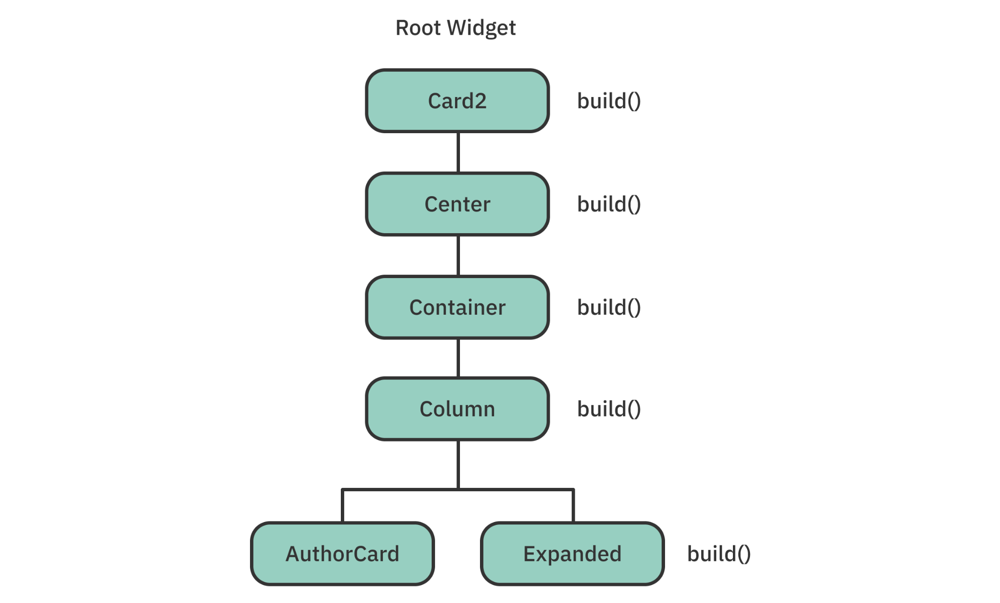 Root Widget
Card2 build()
Center build()
Container build()
Column build()
AuthorCard Expanded build()